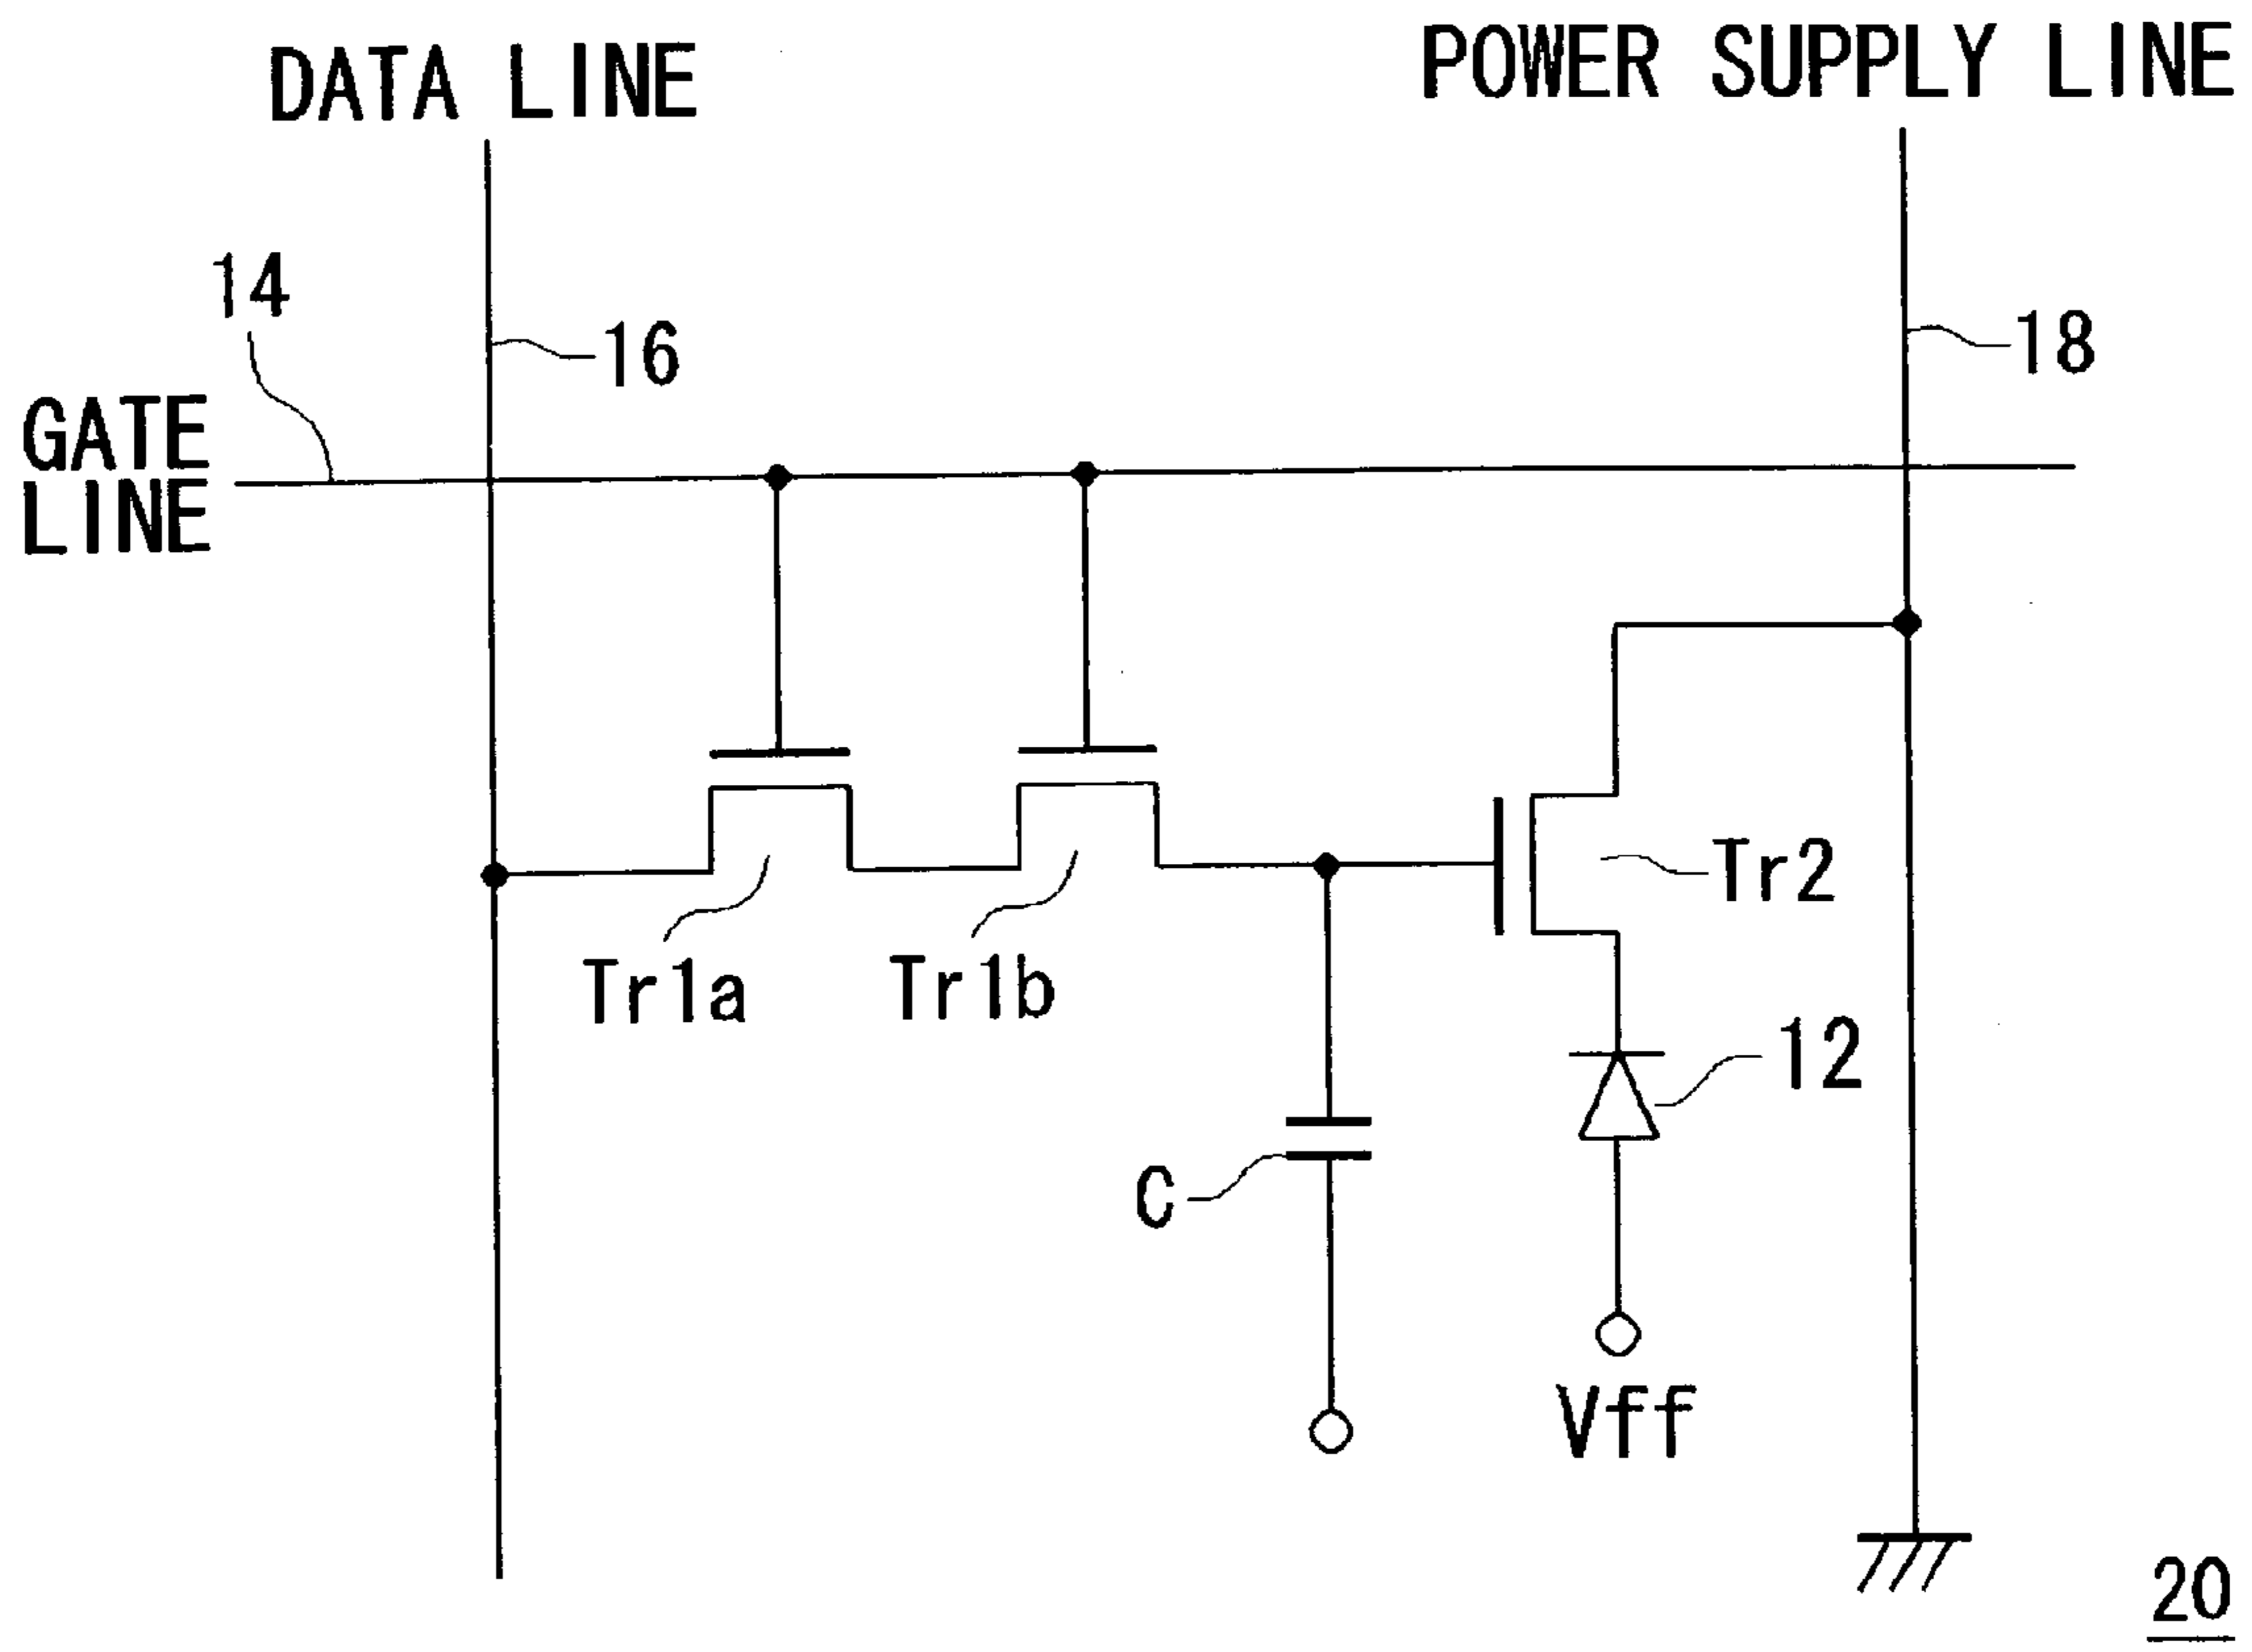 DATA LINE
POWER SUPPLY LINE
14
16
18
GATE
LINE
Tr2
Tr1a
Tr1b
12
C
Vff
20